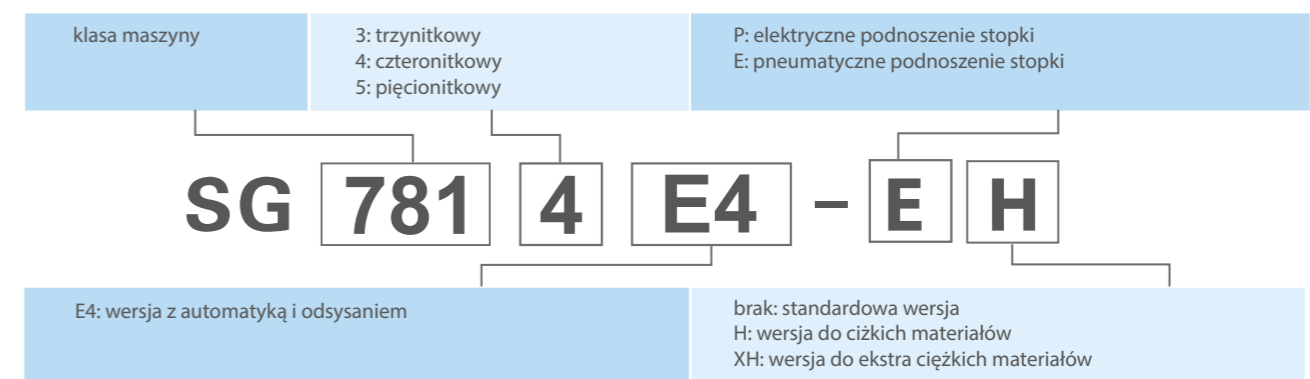 klasa maszyny
3: trzynitkowy
4: czteronitkowy
5: pięcionitkowy
P: elektryczne podnoszenie stopki
E: pneumatyczne podnoszenie stopki
SG 781 4 E4 - E H
E4: wersja z automatyką i odsysaniem
brak: standardowa wersja
H: wersja do ciżkich materiałów
XH: wersja do ekstra ciężkich materiałów